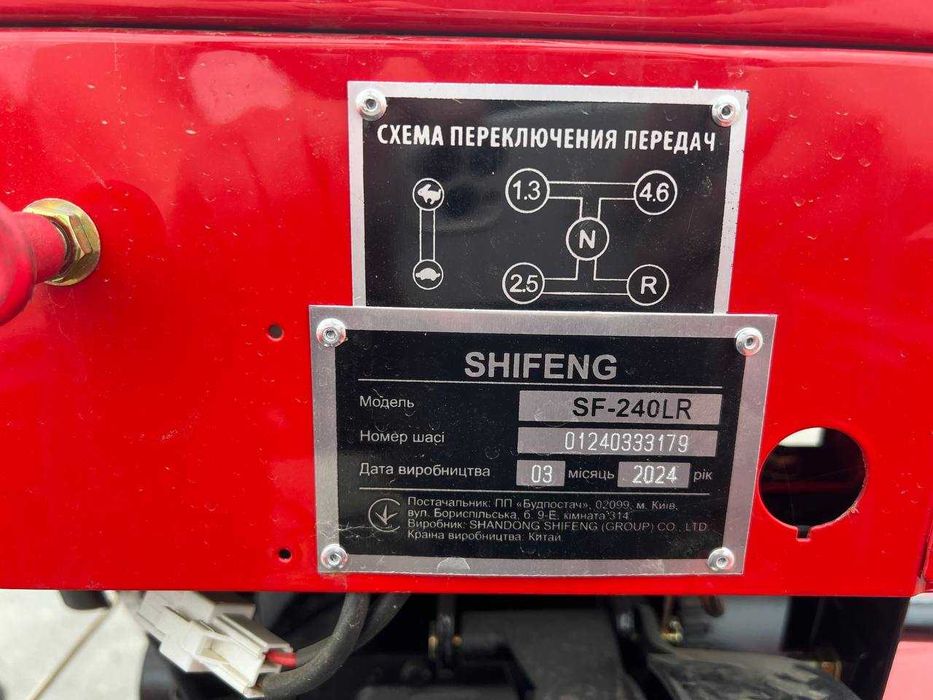 СХЕМА ПЕРЕКЛЮЧЕНИЯ ПЕРЕДАЧ
1.3 4.6
N
2.5 R
SHIFENG
Модель SF-240LR
Номер шасі 01240333179
Дата виробництва 03 місяць 2024 рік
Постачальник: ПП «Будпостач», 02099, м. Київ,
вул. Бориспільська, б. 9-Е, кімната 314
Виробник: SHANDONG SHIFENG (GROUP) CO., LTD
Країна виробництва: Китай